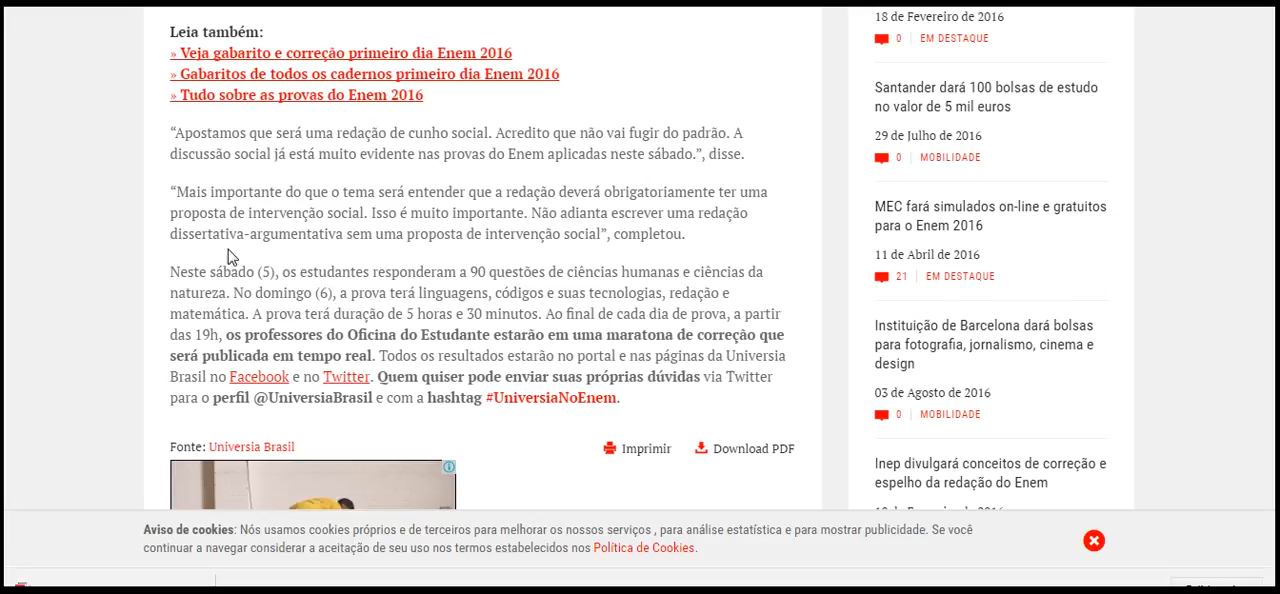 Leia também:
» Veja gabarito e correção primeiro dia Enem 2016
» Gabaritos de todos os cadernos primeiro dia Enem 2016
» Tudo sobre as provas do Enem 2016
“Apostamos que será uma redação de cunho social. Acredito que não vai fugir do padrão. A
discussão social já está muito evidente nas provas do Enem aplicadas neste sábado.”, disse.
“Mais importante do que o tema será entender que a redação deverá obrigatoriamente ter uma
proposta de intervenção social. Isso é muito importante. Não adianta escrever uma redação
dissertativa-argumentativa sem uma proposta de intervenção social”, completou.
Neste sábado (5), os estudantes responderam a 90 questões de ciências humanas e ciências da
natureza. No domingo (6), a prova terá linguagens, códigos e suas tecnologias, redação e
matemática. A prova terá duração de 5 horas e 30 minutos. Ao final de cada dia de prova, a partir
das 19h, os professores do Oficina do Estudante estarão em uma maratona de correção que
será publicada em tempo real. Todos os resultados estarão no portal e nas páginas da Universia
Brasil no Facebook e no Twitter. Quem quiser pode enviar suas próprias dúvidas via Twitter
para o perfil @UniversiaBrasil e com a hashtag #UniversiaNoEnem.
Fonte: Universia Brasil
Imprimir
Download PDF
18 de Fevereiro de 2016
0 | EM DESTAQUE
Santander dará 100 bolsas de estudo
no valor de 5 mil euros
29 de Julho de 2016
0 | MOBILIDADE
MEC fará simulados on-line e gratuitos
para o Enem 2016
11 de Abril de 2016
21 | EM DESTAQUE
Instituição de Barcelona dará bolsas
para fotografia, jornalismo, cinema e
design
03 de Agosto de 2016
0 | MOBILIDADE
Inep divulgará conceitos de correção e
espelho da redação do Enem
Aviso de cookies: Nós usamos cookies próprios e de terceiros para melhorar os nossos serviços , para análise estatística e para mostrar publicidade. Se você
continuar a navegar considerar a aceitação de seu uso nos termos estabelecidos nos Política de Cookies.